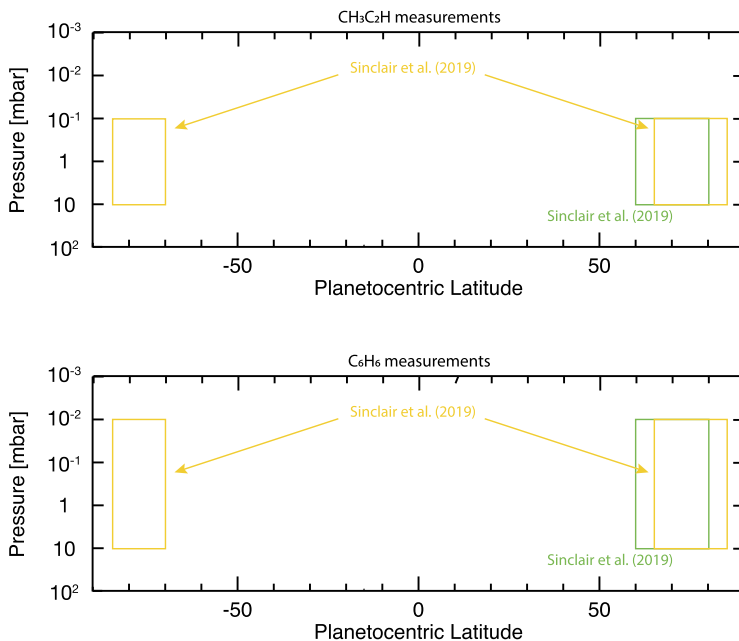 CH₃C₂H measurements
10⁻³
10⁻²
10⁻¹
1
10
10²
Pressure [mbar]
Sinclair et al. (2019)
Sinclair et al. (2019)
-50 0 50
Planetocentric Latitude
C₆H₆ measurements
10⁻³
10⁻²
10⁻¹
1
10
10²
Pressure [mbar]
Sinclair et al. (2019)
Sinclair et al. (2019)
-50 0 50
Planetocentric Latitude